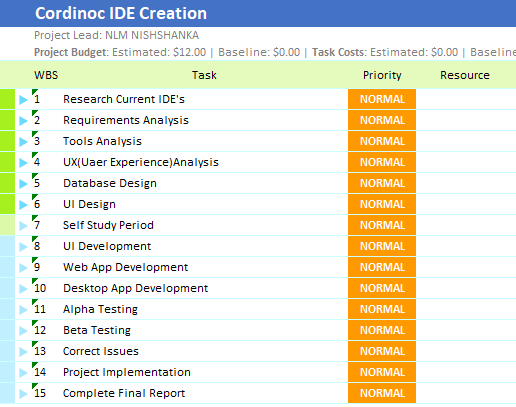 Cordinoc IDE Creation
Project Lead: NLM NISHSHANKA
Project Budget: Estimated: $12.00 | Baseline: $0.00 | Task Costs: Estimated: $0.00 | Baseline
WBS Task Priority Resource
1 Research Current IDE's NORMAL
2 Requirements Analysis NORMAL
3 Tools Analysis NORMAL
4 UX(Uaer Experience)Analysis NORMAL
5 Database Design NORMAL
6 UI Design NORMAL
7 Self Study Period NORMAL
8 UI Development NORMAL
9 Web App Development NORMAL
10 Desktop App Development NORMAL
11 Alpha Testing NORMAL
12 Beta Testing NORMAL
13 Correct Issues NORMAL
14 Project Implementation NORMAL
15 Complete Final Report NORMAL